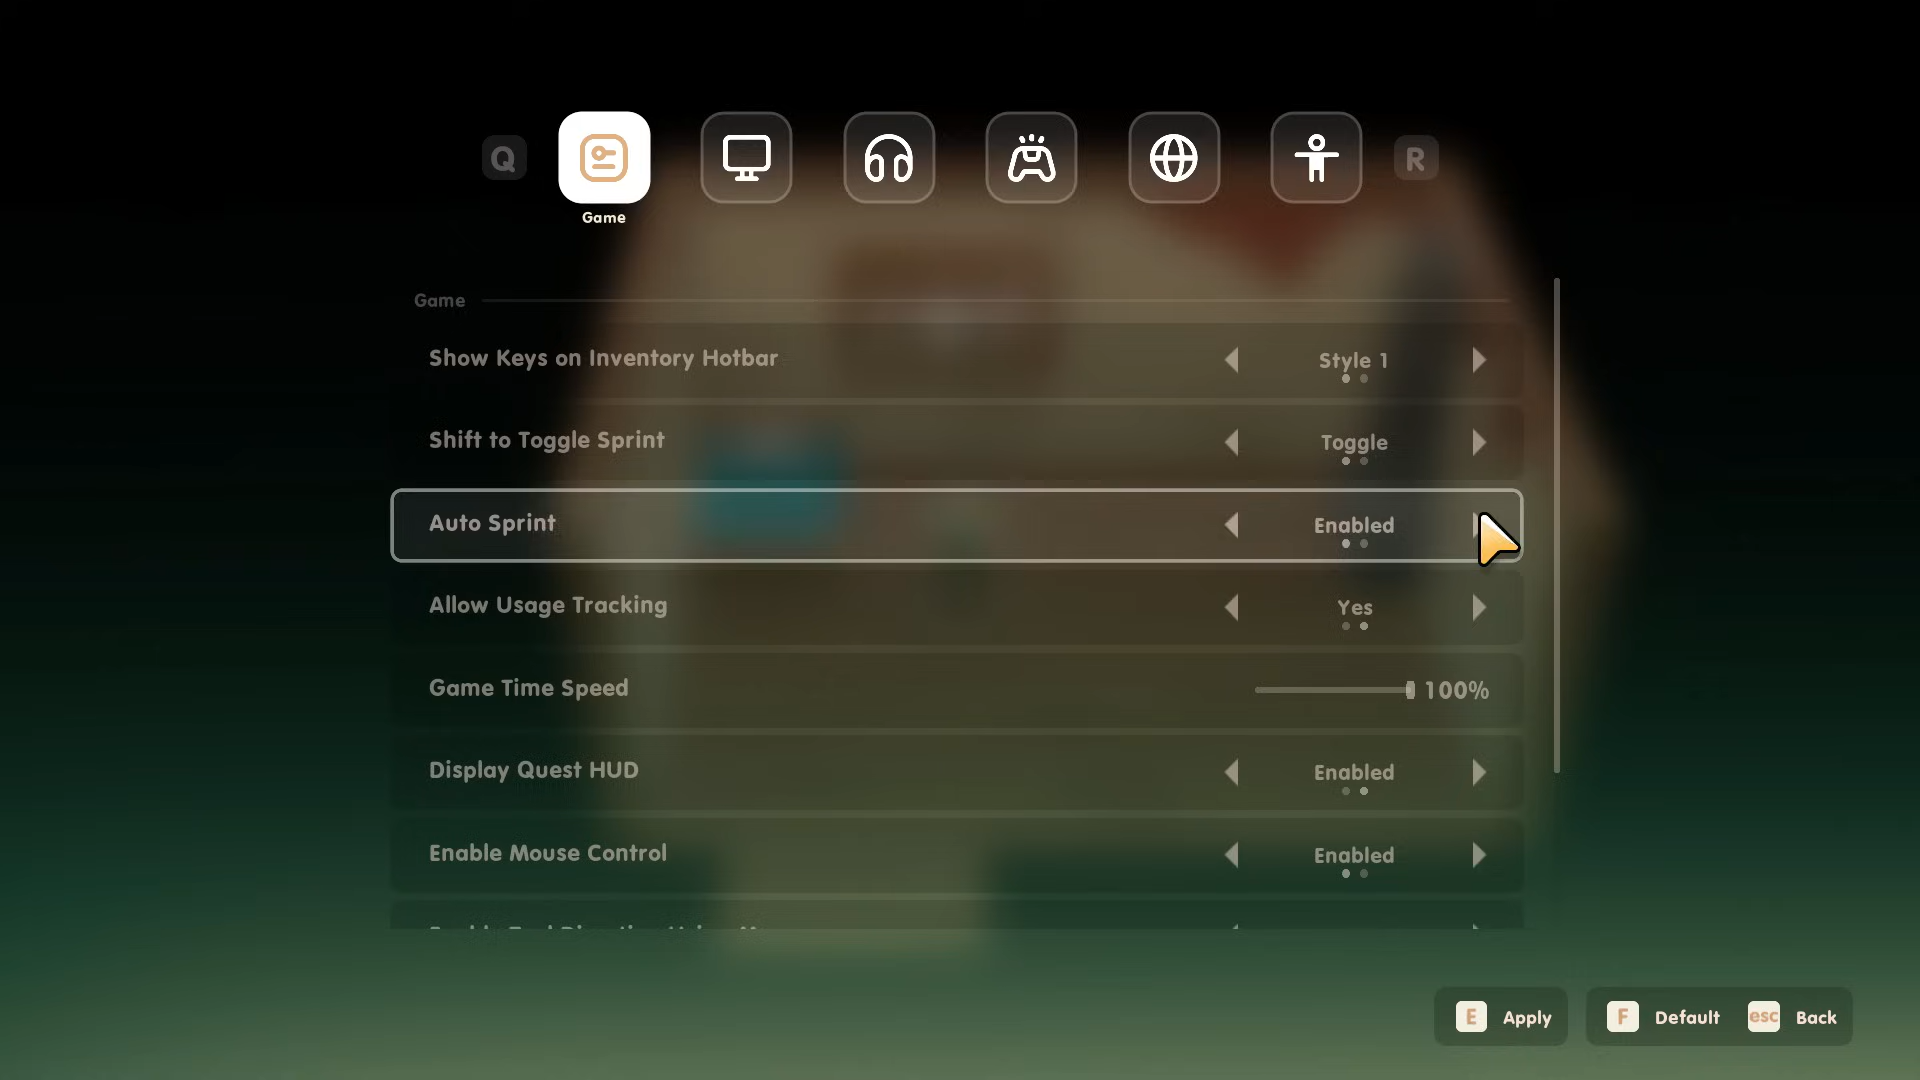 Q
R
Game
Game
Show Keys on Inventory Hotbar
Style 1
Shift to Toggle Sprint
Toggle
Auto Sprint
Enabled
Allow Usage Tracking
Yes
Game Time Speed
100%
Display Quest HUD
Enabled
Enable Mouse Control
Enabled
E Apply
F Default
esc Back